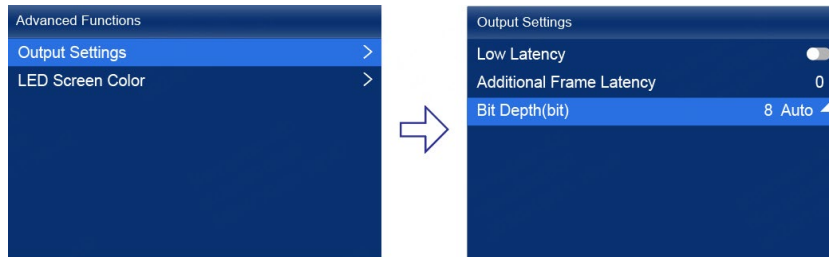 Advanced Functions
Output Settings
LED Screen Color
Output Settings
Low Latency
Additional Frame Latency 0
Bit Depth(bit) 8 Auto